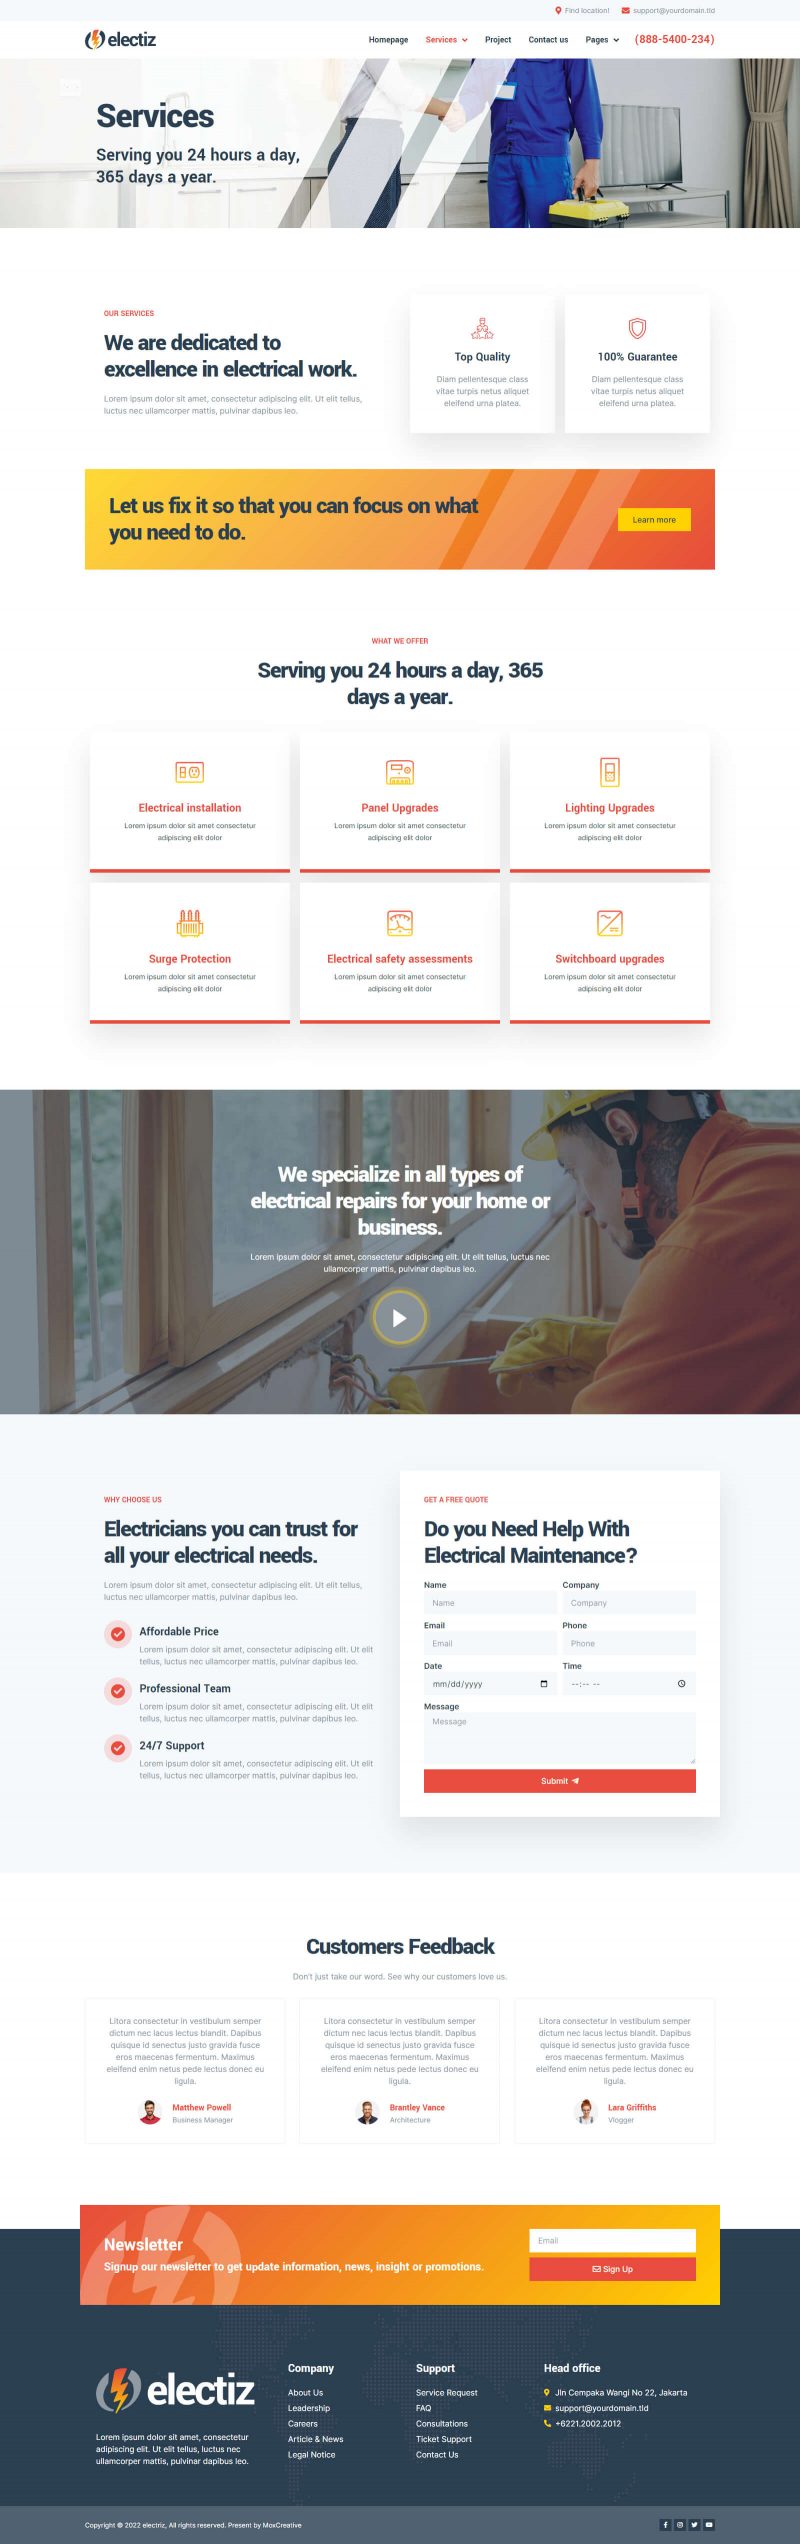 Find location!
support@yourdomain.tld
electiz
Homepage
Services
Project
Contact us
Pages
(888-5400-234)
Services
Serving you 24 hours a day,
365 days a year.
OUR SERVICES
We are dedicated to
excellence in electrical work.
Lorem ipsum dolor sit amet, consectetur adipiscing elit. Ut elit tellus,
luctus nec ullamcorper mattis, pulvinar dapibus leo.
Top Quality
Diam pellentesque class
vitae turpis netus aliquet
eleifend urna platea.
100% Guarantee
Diam pellentesque class
vitae turpis netus aliquet
eleifend urna platea.
Let us fix it so that you can focus on what
you need to do.
Learn more
WHAT WE OFFER
Serving you 24 hours a day, 365
days a year.
Electrical installation
Lorem ipsum dolor sit amet consectetur
adipiscing elit dolor
Panel Upgrades
Lorem ipsum dolor sit amet consectetur
adipiscing elit dolor
Lighting Upgrades
Lorem ipsum dolor sit amet consectetur
adipiscing elit dolor
Surge Protection
Lorem ipsum dolor sit amet consectetur
adipiscing elit dolor
Electrical safety assessments
Lorem ipsum dolor sit amet consectetur
adipiscing elit dolor
Switchboard upgrades
Lorem ipsum dolor sit amet consectetur
adipiscing elit dolor
We specialize in all types of
electrical repairs for your home or
business.
Lorem ipsum dolor sit amet, consectetur adipiscing elit. Ut elit tellus, luctus nec
ullamcorper mattis, pulvinar dapibus leo.
WHY CHOOSE US
Electricians you can trust for
all your electrical needs.
Lorem ipsum dolor sit amet, consectetur adipiscing elit. Ut elit tellus,
luctus nec ullamcorper mattis, pulvinar dapibus leo.
Affordable Price
Lorem ipsum dolor sit amet, consectetur adipiscing elit. Ut elit
tellus, luctus nec ullamcorper mattis, pulvinar dapibus leo.
Professional Team
Lorem ipsum dolor sit amet, consectetur adipiscing elit. Ut elit
tellus, luctus nec ullamcorper mattis, pulvinar dapibus leo.
24/7 Support
Lorem ipsum dolor sit amet, consectetur adipiscing elit. Ut elit
tellus, luctus nec ullamcorper mattis, pulvinar dapibus leo.
GET A FREE QUOTE
Do you Need Help With
Electrical Maintenance?
Name
Company
Name
Company
Email
Phone
Email
Phone
Date
Time
mm/dd/yyyy
--:-- --
Message
Message
Submit
Customers Feedback
Don't just take our word. See why our customers love us.
Litora consectetur in vestibulum semper
dictum nec lacus lectus blandit. Dapibus
quisque id senectus justo gravida fusce
eros maecenas fermentum. Maximus
eleifend enim netus pede lectus donec eu
ligula.
Matthew Powell
Business Manager
Litora consectetur in vestibulum semper
dictum nec lacus lectus blandit. Dapibus
quisque id senectus justo gravida fusce
eros maecenas fermentum. Maximus
eleifend enim netus pede lectus donec eu
ligula.
Brantley Vance
Architecture
Litora consectetur in vestibulum semper
dictum nec lacus lectus blandit. Dapibus
quisque id senectus justo gravida fusce
eros maecenas fermentum. Maximus
eleifend enim netus pede lectus donec eu
ligula.
Lara Griffiths
Vlogger
Newsletter
Signup our newsletter to get update information, news, insight or promotions.
Email
Sign Up
electiz
Lorem ipsum dolor sit amet, consectetur
adipiscing elit. Ut elit tellus, luctus nec ullamcorper
mattis, pulvinar dapibus leo.
Company
About Us
Leadership
Careers
Article & News
Legal Notice
Support
Service Request
FAQ
Consultations
Ticket Support
Contact Us
Head office
Jln Cempaka Wangi No 22, Jakarta
support@yourdomain.tld
+6221.2002.2012
Copyright © 2022 electriz, All rights reserved. Present by MoxCreative